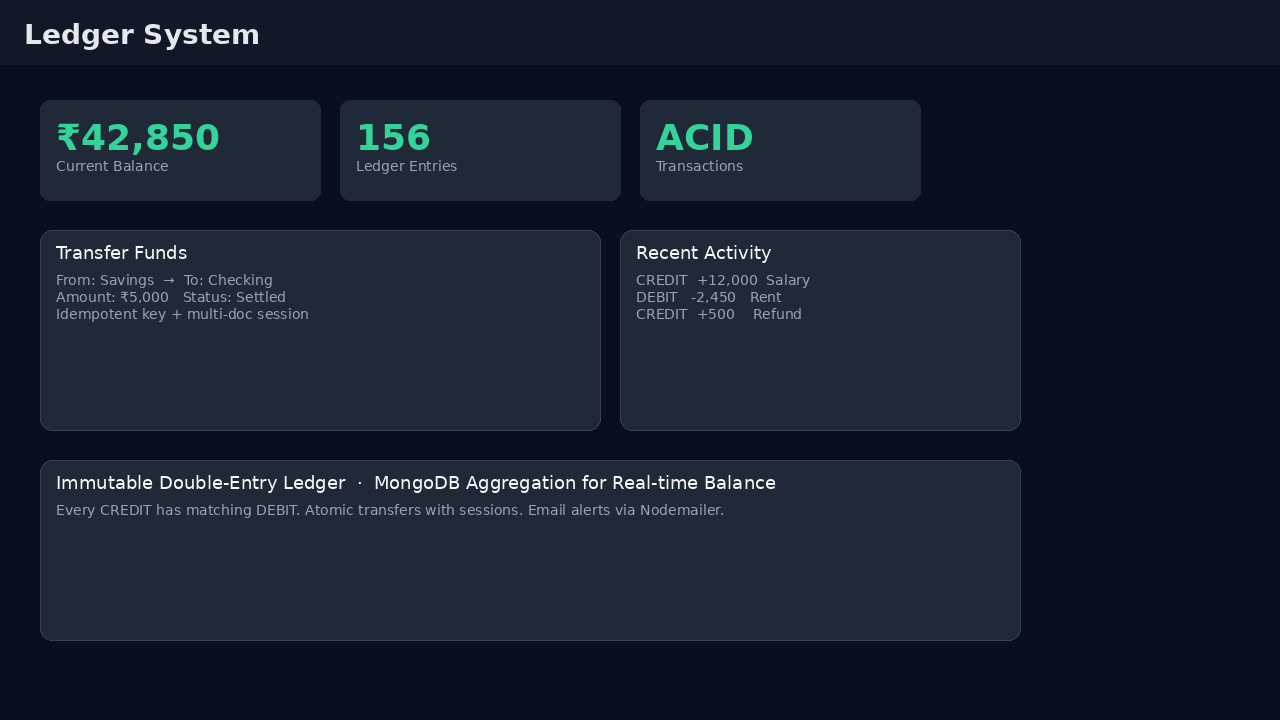 Ledger System
₹42,850
Current Balance
156
Ledger Entries
ACID
Transactions
Transfer Funds
From: Savings → To: Checking
Amount: ₹5,000 Status: Settled
Idempotent key + multi-doc session
Recent Activity
CREDIT +12,000 Salary
DEBIT -2,450 Rent
CREDIT +500 Refund
Immutable Double-Entry Ledger · MongoDB Aggregation for Real-time Balance
Every CREDIT has matching DEBIT. Atomic transfers with sessions. Email alerts via Nodemailer.